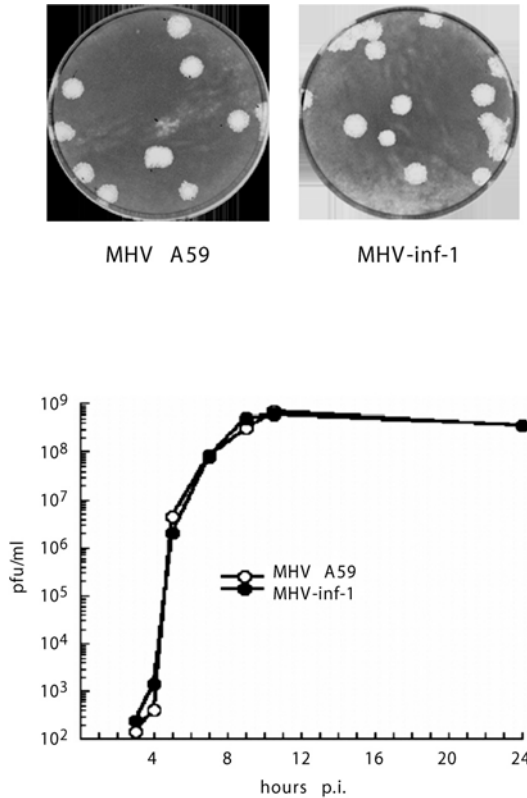 MHV A59
MHV-inf-1
10⁹
10⁸
10⁷
10⁶
10⁵
10⁴
10³
10²
pfu/ml
MHV A59
MHV-inf-1
4 8 12 16 20 24
hours p.i.